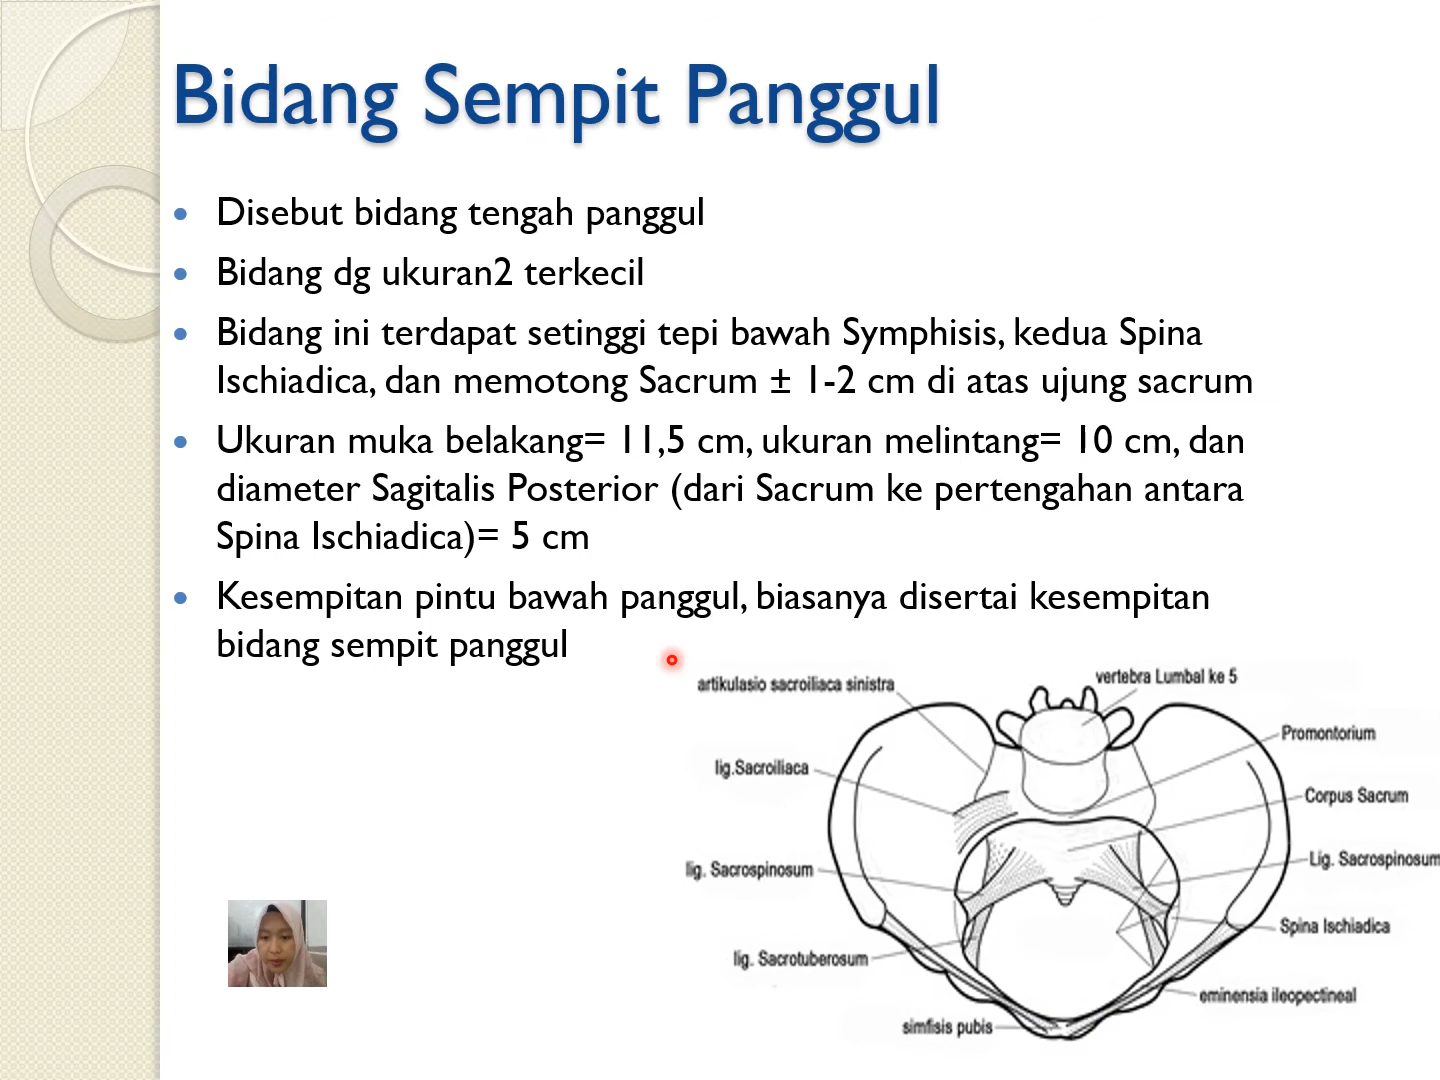 Bidang Sempit Panggul
Disebut bidang tengah panggul
Bidang dg ukuran2 terkecil
Bidang ini terdapat setinggi tepi bawah Symphisis, kedua Spina
Ischiadica, dan memotong Sacrum ± 1-2 cm di atas ujung sacrum
Ukuran muka belakang= 11,5 cm, ukuran melintang= 10 cm, dan
diameter Sagitalis Posterior (dari Sacrum ke pertengahan antara
Spina Ischiadica)= 5 cm
Kesempitan pintu bawah panggul, biasanya disertai kesempitan
bidang sempit panggul
artikulasio sacroiliaca sinistra
vertebra Lumbal ke 5
Promontorium
lig.Sacroiliaca
Corpus Sacrum
lig. Sacrospinosum
Lig. Sacrospinosum
Spina Ischiadica
lig. Sacrotuberosum
eminensia ileopectineal
simfisis pubis